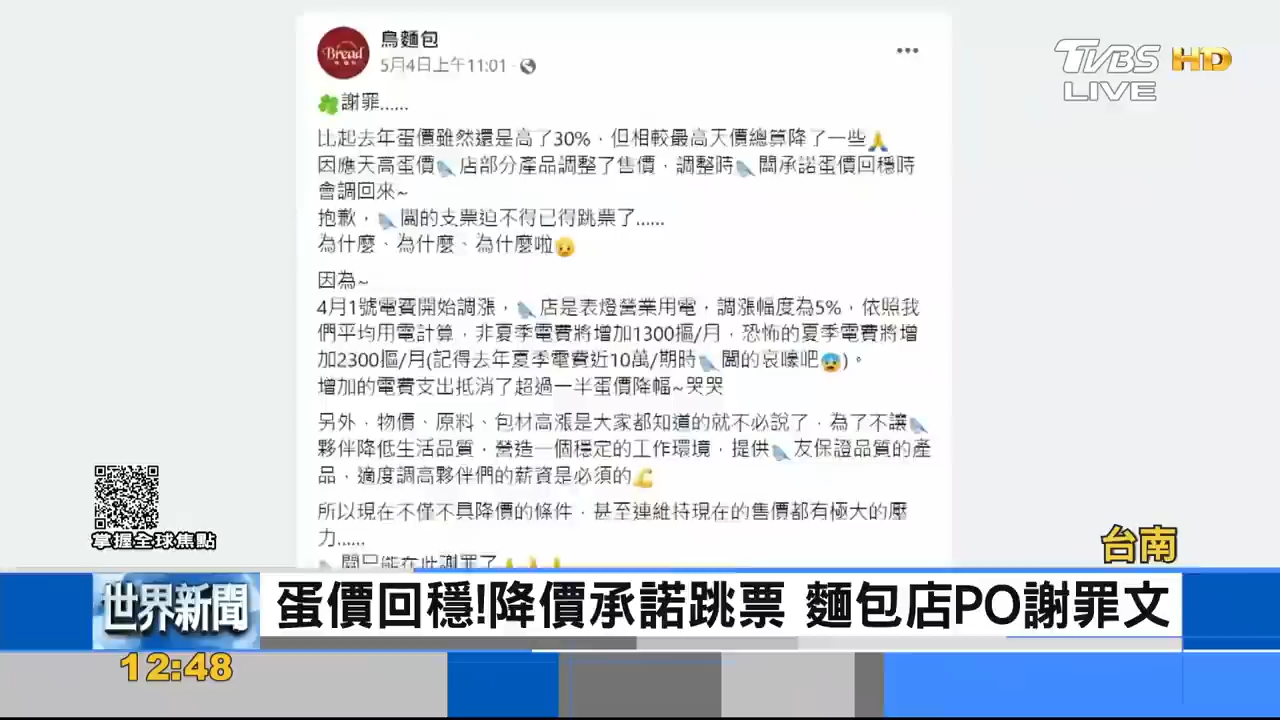 Bread
鳥麵包
5月4日上午11:01
TVBS HD
LIVE
謝罪......
比起去年蛋價雖然還是高了30%，但相較最高天價總算降了一些
因應天高蛋價店部分產品調整了售價，調整時闆承諾蛋價回穩時
會調回來~
抱歉，闆的支票迫不得已得跳票了......
為什麼、為什麼、為什麼啦
因為~
4月1號電費開始調漲，店是表燈營業用電，調漲幅度為5%，依照我
們平均用電計算，非夏季電費將增加1300摳/月，恐怖的夏季電費將增
加2300摳/月(記得去年夏季電費近10萬/期時闆的哀嚎吧)。
增加的電費支出抵消了超過一半蛋價降幅~哭哭
另外，物價、原料、包材高漲是大家都知道的就不必說了，為了不讓
夥伴降低生活品質，營造一個穩定的工作環境，提供友保證品質的產
品，適度調高夥伴們的薪資是必須的
所以現在不僅不具降價的條件，甚至連維持現在的售價都有極大的壓
力......
闆只能在此謝罪了
掌握全球焦點
台南
世界新聞
蛋價回穩!降價承諾跳票 麵包店PO謝罪文
12:48